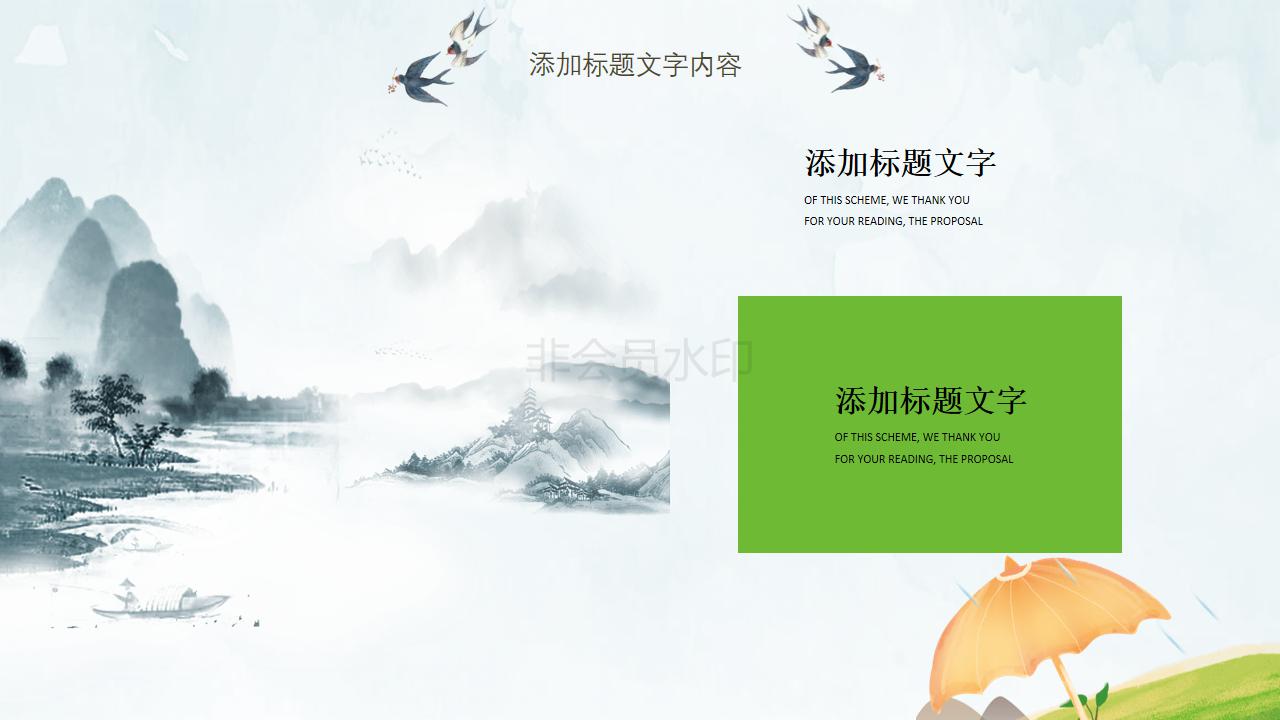 添加标题文字内容
添加标题文字
OF THIS SCHEME, WE THANK YOU
FOR YOUR READING, THE PROPOSAL
非会员水印
添加标题文字
OF THIS SCHEME, WE THANK YOU
FOR YOUR READING, THE PROPOSAL